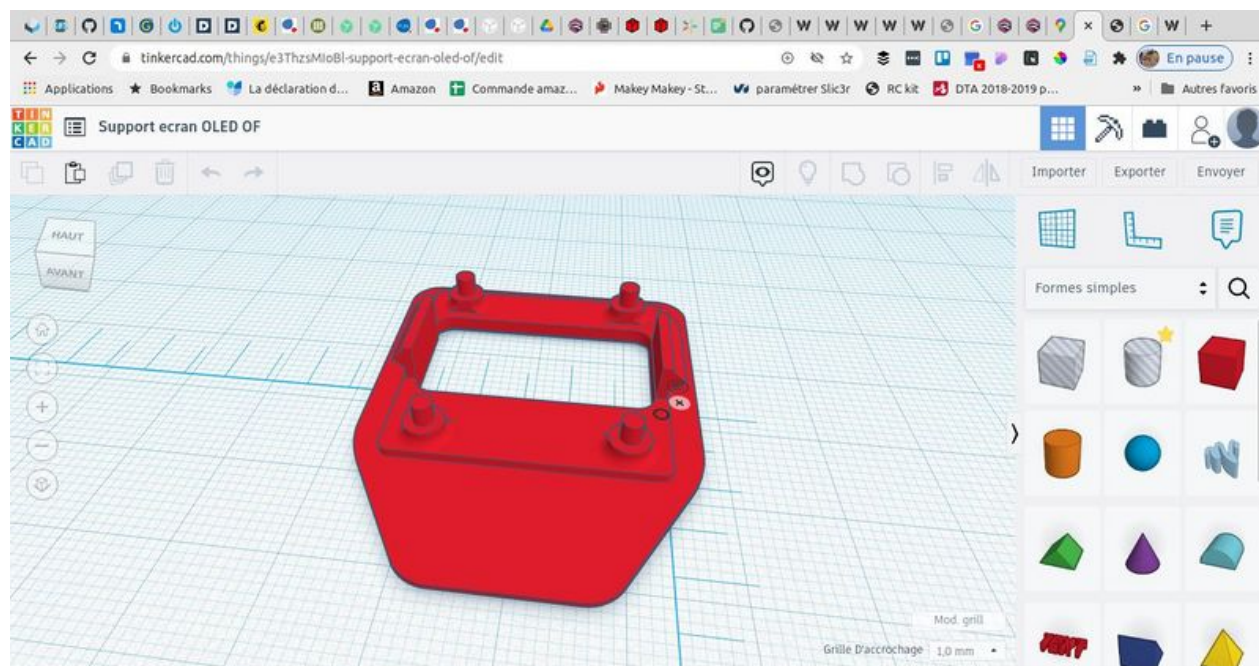 tinkercad.com/things/e3ThzsMIoBl-support-ecran-oled-of/edit
En pause
Applications Bookmarks La déclaration d... Amazon Commande amaz... Makey Makey - St... paramétrer Slic3r RC kit DTA 2018-2019 p... » Autres favoris
TIN
KER
CAD
Support ecran OLED OF
Importer Exporter Envoyer
HAUT
AVANT
Formes simples
TEXT
Mod. grill
Grille D'accrochage 1,0 mm